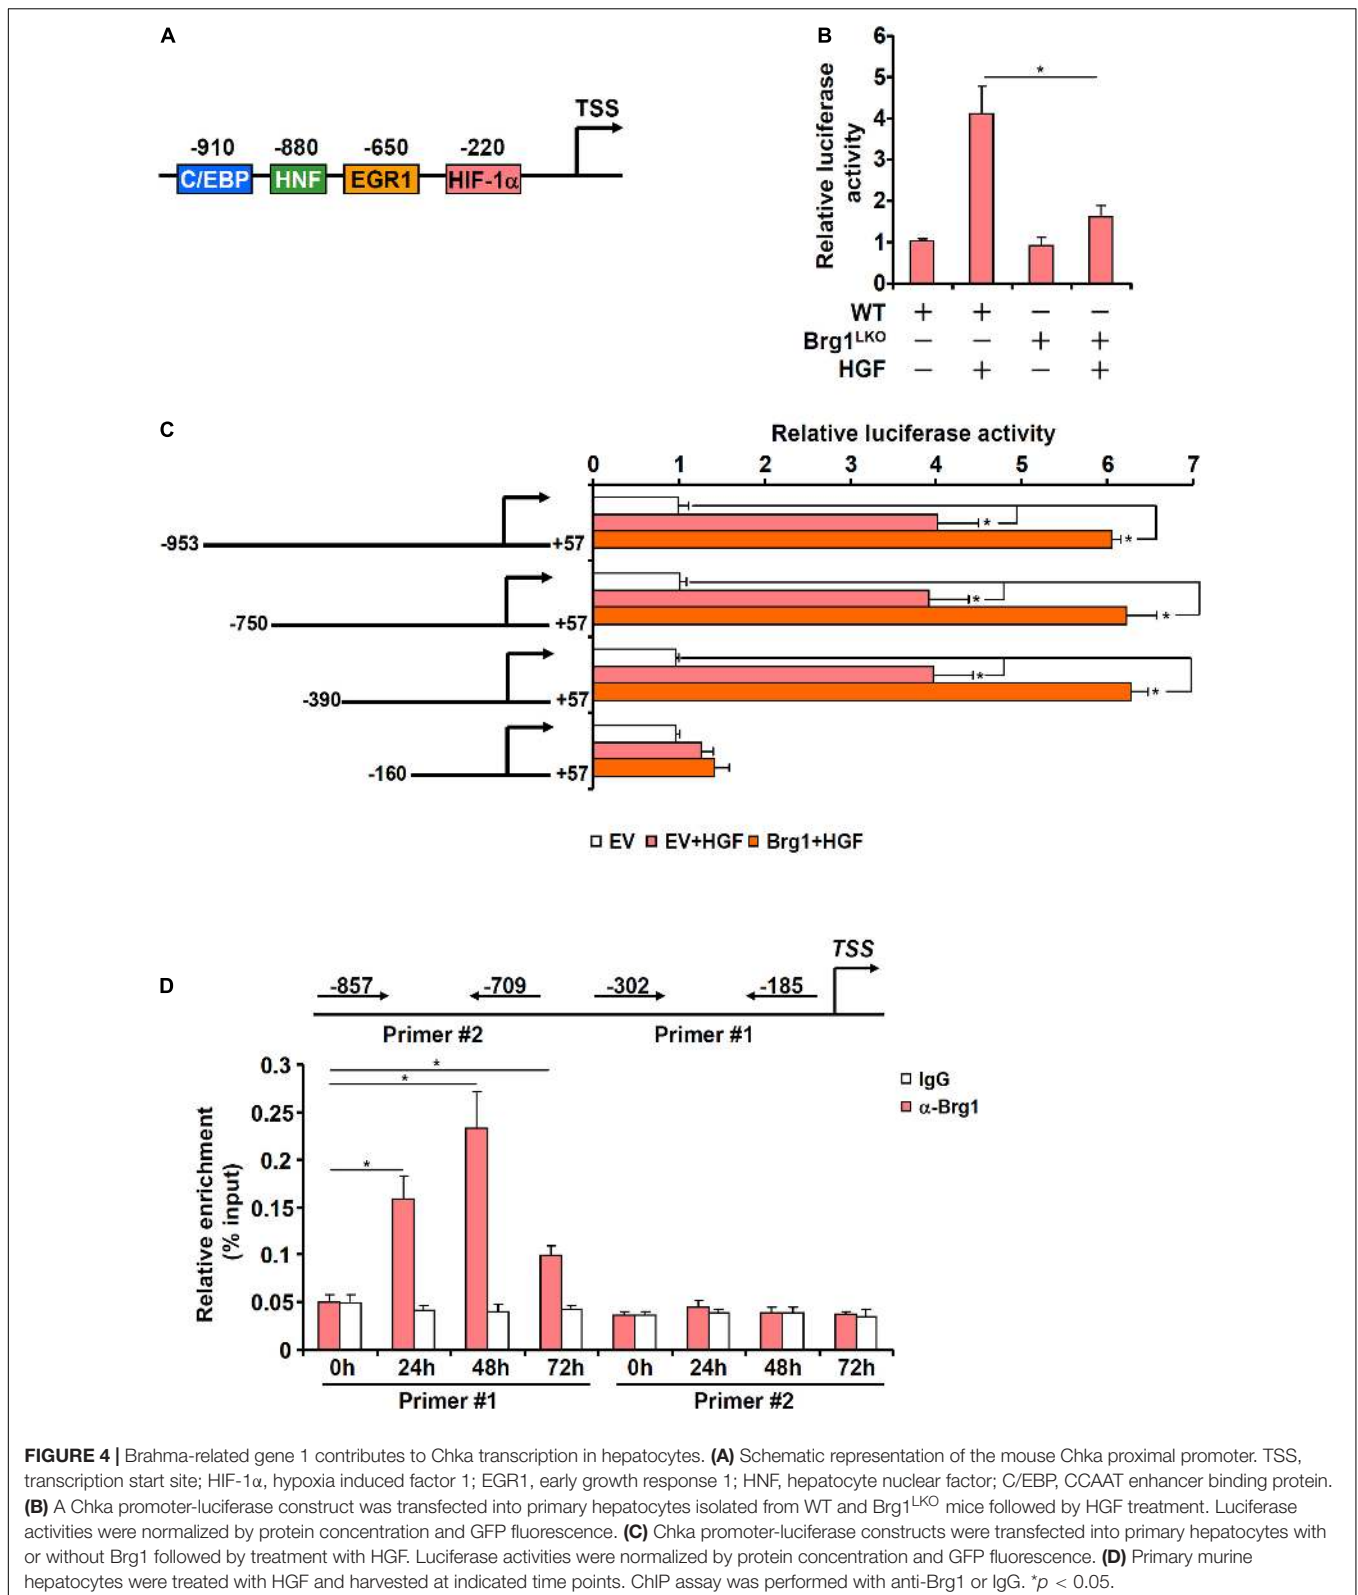 A
-910 -880 -650 -220 TSS
C/EBP HNF EGR1 HIF-1α
B
Relative luciferase
activity
6
5
4
3
2
1
0
*
WT + + − −
Brg1LKO − − + +
HGF − + − +
C
Relative luciferase activity
0 1 2 3 4 5 6 7
-953 +57
* *
-750 +57
* *
-390 +57
* *
-160 +57
EV EV+HGF Brg1+HGF
D
TSS
-857 -709 -302 -185
Primer #2 Primer #1
Relative enrichment
(% input)
0.3
0.25
0.2
0.15
0.1
0.05
0
*
*
*
IgG
α-Brg1
0h 24h 48h 72h 0h 24h 48h 72h
Primer #1 Primer #2
FIGURE 4 | Brahma-related gene 1 contributes to Chka transcription in hepatocytes. (A) Schematic representation of the mouse Chka proximal promoter. TSS,
transcription start site; HIF-1α, hypoxia induced factor 1; EGR1, early growth response 1; HNF, hepatocyte nuclear factor; C/EBP, CCAAT enhancer binding protein.
(B) A Chka promoter-luciferase construct was transfected into primary hepatocytes isolated from WT and Brg1LKO mice followed by HGF treatment. Luciferase
activities were normalized by protein concentration and GFP fluorescence. (C) Chka promoter-luciferase constructs were transfected into primary hepatocytes with
or without Brg1 followed by treatment with HGF. Luciferase activities were normalized by protein concentration and GFP fluorescence. (D) Primary murine
hepatocytes were treated with HGF and harvested at indicated time points. ChIP assay was performed with anti-Brg1 or IgG. *p < 0.05.